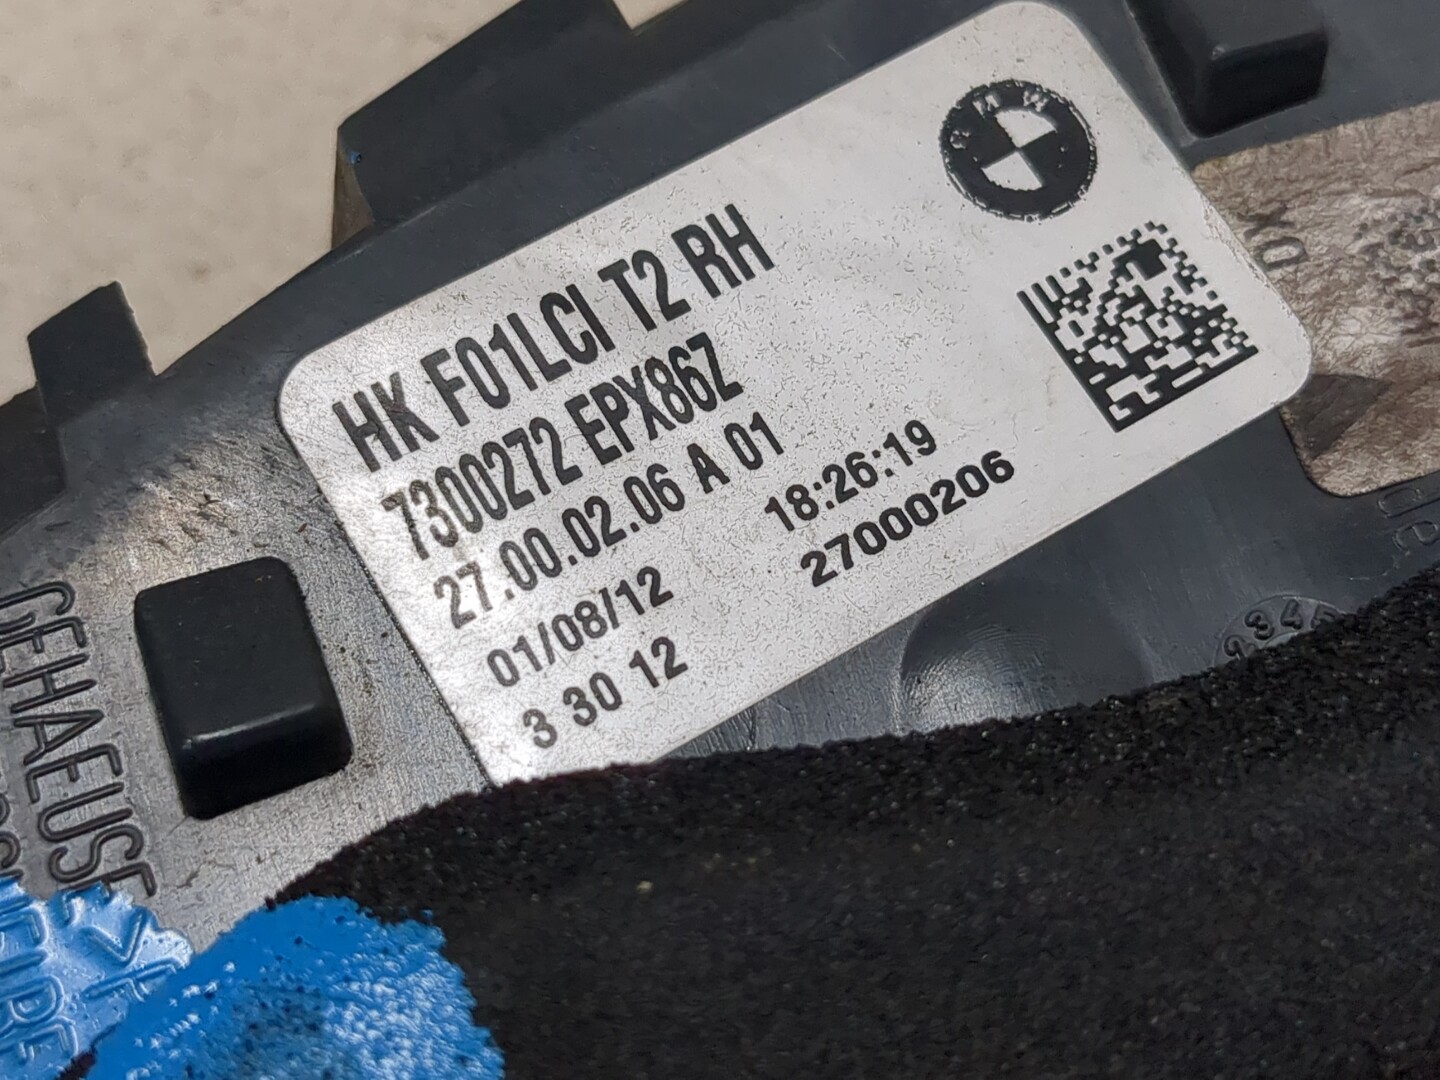 BMW
HK F01LCI T2 RH
7300272 EPX86Z
27.00.02.06 A 01
01/08/12 18:26:19
3 30 12 27000206
GEHAEUSE